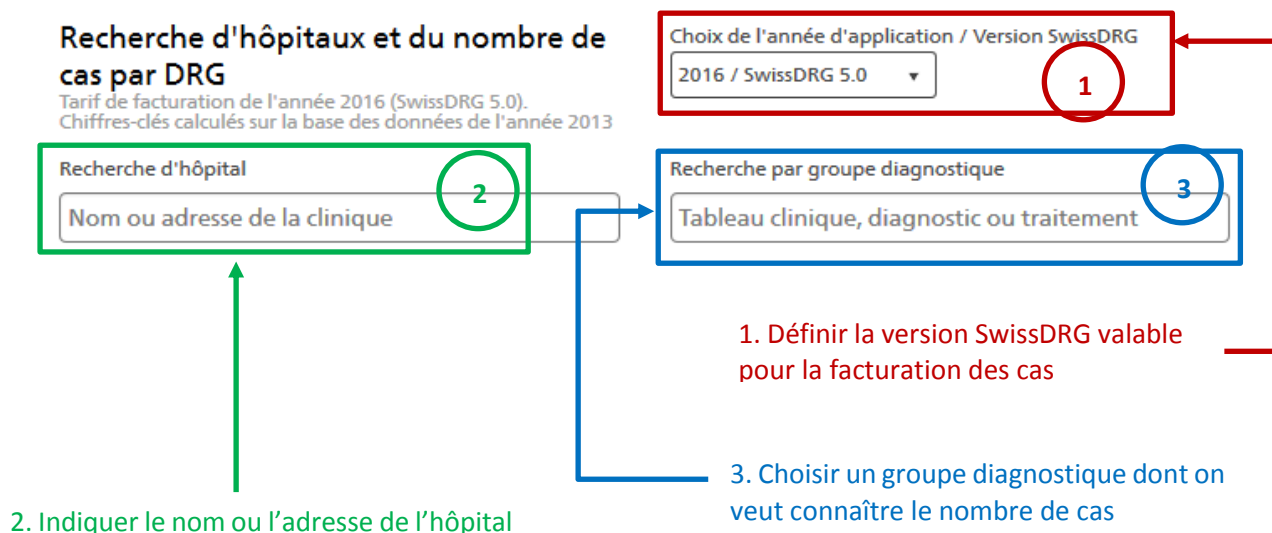 Recherche d'hôpitaux et du nombre de
cas par DRG
Tarif de facturation de l'année 2016 (SwissDRG 5.0).
Chiffres-clés calculés sur la base des données de l'année 2013
Choix de l'année d'application / Version SwissDRG
2016 / SwissDRG 5.0
1
Recherche d'hôpital
2
Nom ou adresse de la clinique
Recherche par groupe diagnostique
3
Tableau clinique, diagnostic ou traitement
1. Définir la version SwissDRG valable
pour la facturation des cas
3. Choisir un groupe diagnostique dont on
veut connaître le nombre de cas
2. Indiquer le nom ou l’adresse de l’hôpital